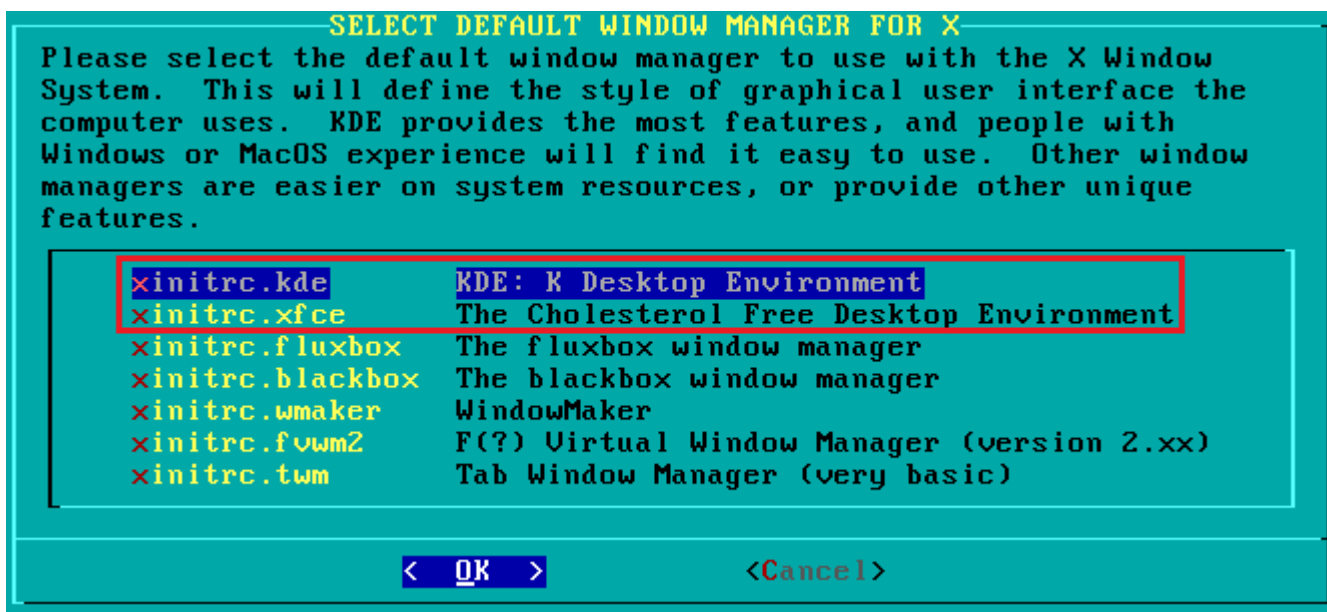 SELECT DEFAULT WINDOW MANAGER FOR X
Please select the default window manager to use with the X Window
System.  This will define the style of graphical user interface the
computer uses.  KDE provides the most features, and people with
Windows or MacOS experience will find it easy to use.  Other window
managers are easier on system resources, or provide other unique
features.
xinitrc.kde KDE: K Desktop Environment
xinitrc.xfce The Cholesterol Free Desktop Environment
xinitrc.fluxbox The fluxbox window manager
xinitrc.blackbox The blackbox window manager
xinitrc.wmaker WindowMaker
xinitrc.fvwm2 F(?) Virtual Window Manager (version 2.xx)
xinitrc.twm Tab Window Manager (very basic)
< OK > <Cancel>